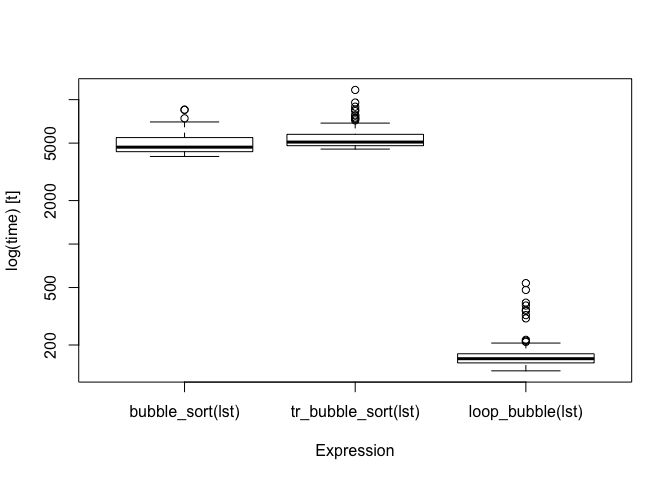 log(time) [t]
5000
2000
500
200
bubble_sort(lst) tr_bubble_sort(lst) loop_bubble(lst)
Expression